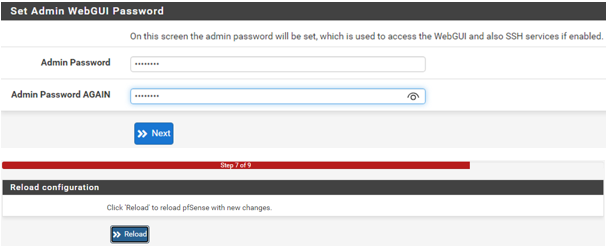 Set Admin WebGUI Password
On this screen the admin password will be set, which is used to access the WebGUI and also SSH services if enabled.
Admin Password ••••••••
Admin Password AGAIN ••••••••
Next
Step 7 of 9
Reload configuration
Click 'Reload' to reload pfSense with new changes.
Reload